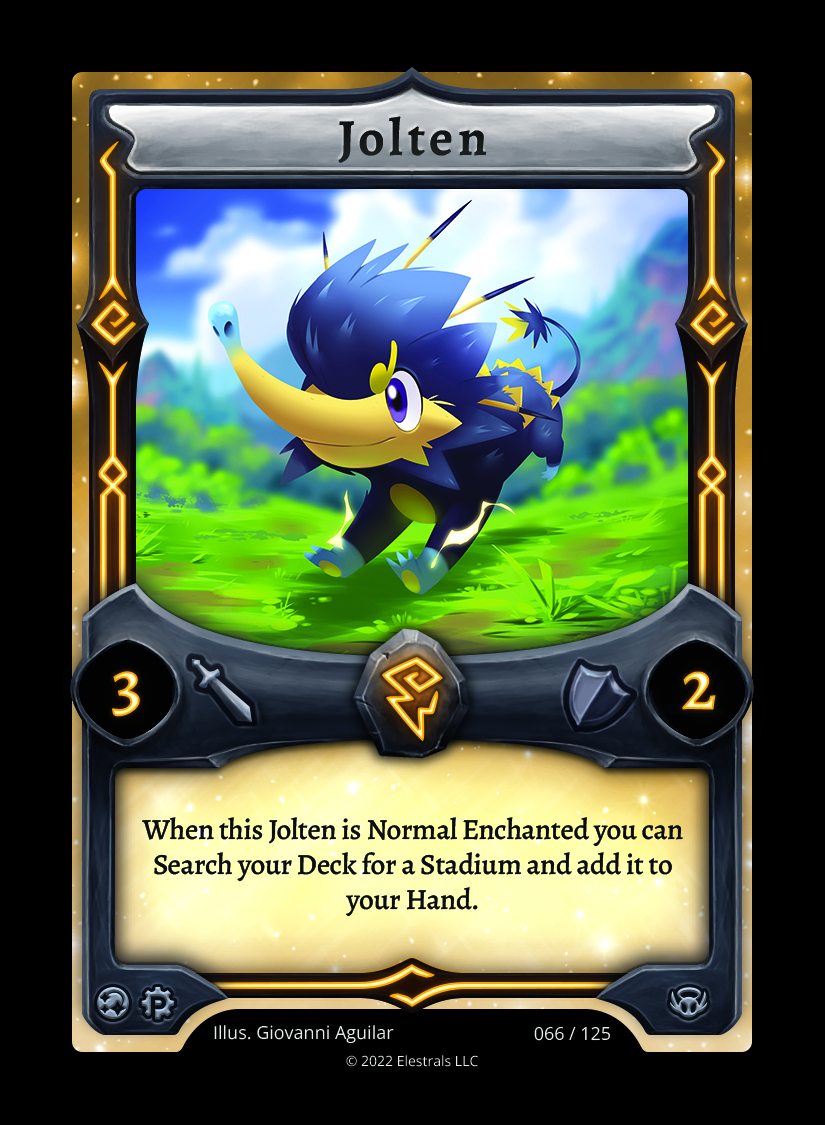 Jolten
3
2
When this Jolten is Normal Enchanted you can
Search your Deck for a Stadium and add it to
your Hand.
P
Illus. Giovanni Aguilar
066 / 125
© 2022 Elestrals LLC